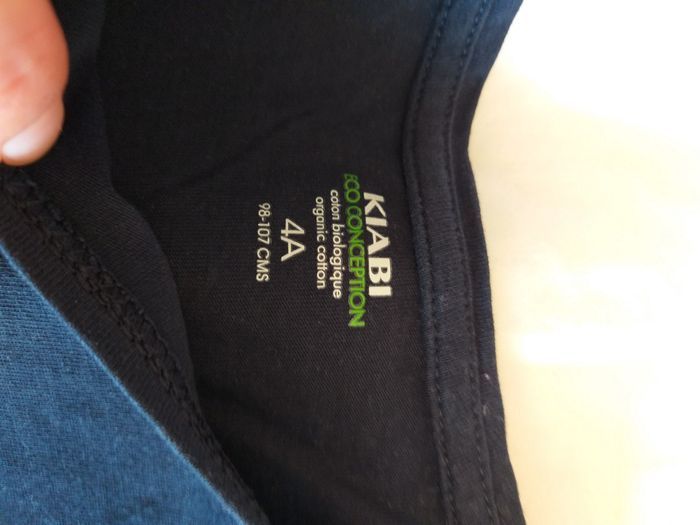 KIABI
ECO CONCEPTION
coton biologique
organic cotton
4A
98-107 CMS